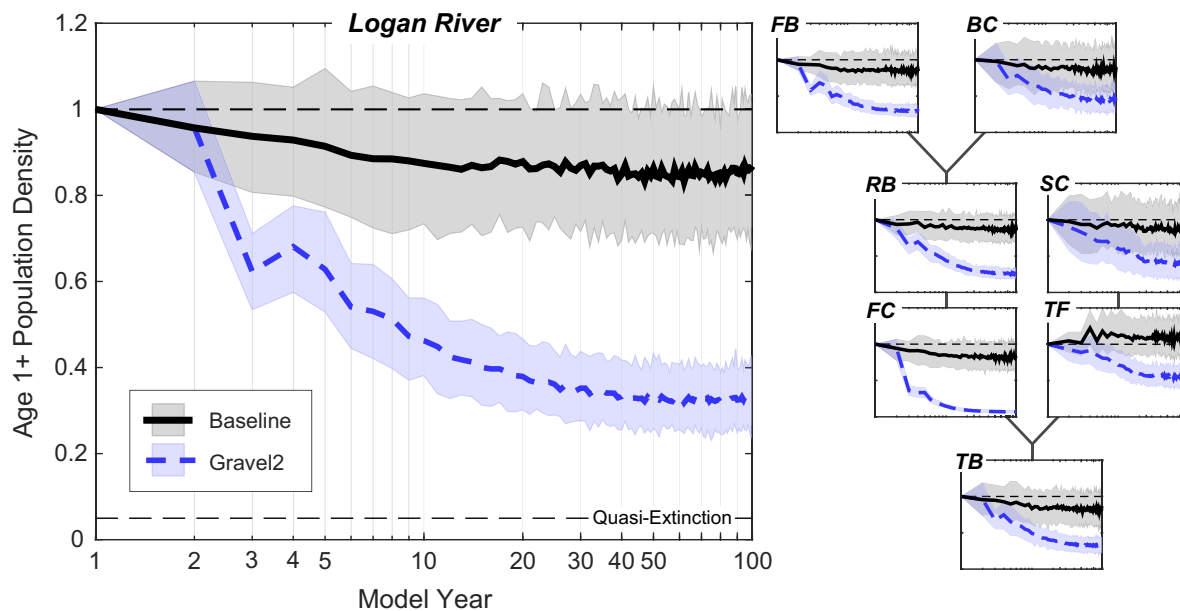 Logan River
1.2
1
0.8
0.6
0.4
0.2
0
Age 1+ Population Density
Baseline
Gravel2
Quasi-Extinction
1 2 3 4 5 10 20 30 40 50 100
Model Year
FB BC
RB SC
FC TF
TB